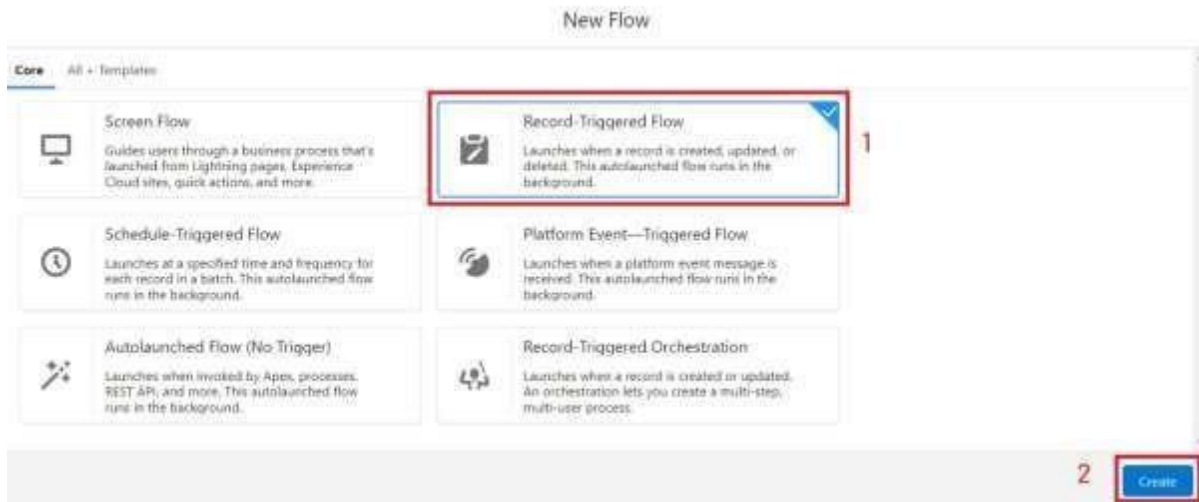 New Flow
Core All + Templates
Screen Flow
Guides users through a business process that's
launched from Lightning pages, Experience
Cloud sites, quick actions, and more.
Record-Triggered Flow
Launches when a record is created, updated, or
deleted. This autolaunched flow runs in the
background.
1
Schedule-Triggered Flow
Launches at a specified time and frequency for
each record in a batch. This autolaunched flow
runs in the background.
Platform Event—Triggered Flow
Launches when a platform event message is
received. This autolaunched flow runs in the
background.
Autolaunched Flow (No Trigger)
Launches when invoked by Apex, processes,
REST API, and more. This autolaunched flow
runs in the background.
Record-Triggered Orchestration
Launches when a record is created or updated.
An orchestration lets you create a multi-step,
multi-user process.
2
Create